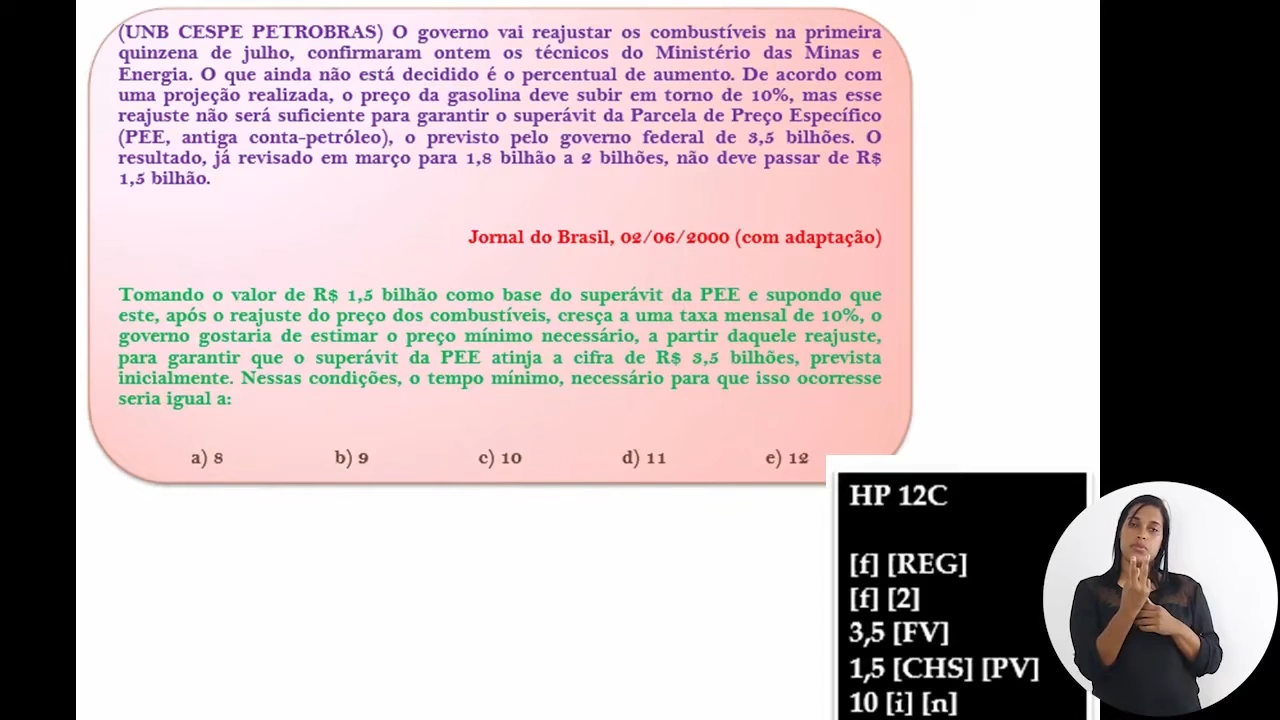 (UNB CESPE PETROBRAS) O governo vai reajustar os combustíveis na primeira
quinzena de julho, confirmaram ontem os técnicos do Ministério das Minas e
Energia. O que ainda não está decidido é o percentual de aumento. De acordo com
uma projeção realizada, o preço da gasolina deve subir em torno de 10%, mas esse
reajuste não será suficiente para garantir o superávit da Parcela de Preço Específico
(PEE, antiga conta-petróleo), o previsto pelo governo federal de 3,5 bilhões. O
resultado, já revisado em março para 1,8 bilhão a 2 bilhões, não deve passar de R$
1,5 bilhão.
Jornal do Brasil, 02/06/2000 (com adaptação)
Tomando o valor de R$ 1,5 bilhão como base do superávit da PEE e supondo que
este, após o reajuste do preço dos combustíveis, cresça a uma taxa mensal de 10%, o
governo gostaria de estimar o preço mínimo necessário, a partir daquele reajuste,
para garantir que o superávit da PEE atinja a cifra de R$ 3,5 bilhões, prevista
inicialmente. Nessas condições, o tempo mínimo, necessário para que isso ocorresse
seria igual a:
a) 8 b) 9 c) 10 d) 11 e) 12
HP 12C
[f] [REG]
[f] [2]
3,5 [FV]
1,5 [CHS] [PV]
10 [i] [n]